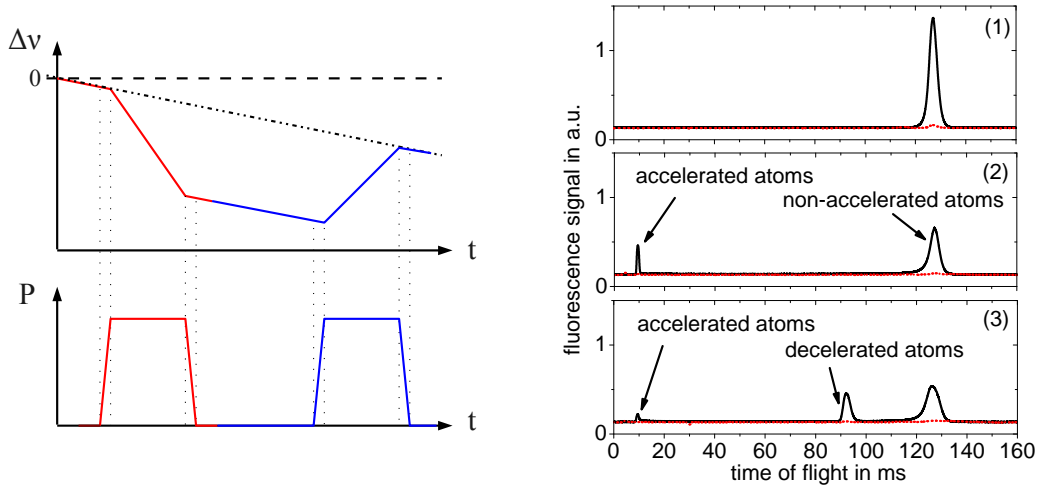 Δν
0
t
P
t
fluorescence signal in a.u.
(1)
1
0
(2)
accelerated atoms
non-accelerated atoms
1
0
(3)
accelerated atoms
decelerated atoms
1
0
0 20 40 60 80 100 120 140 160
time of flight in ms